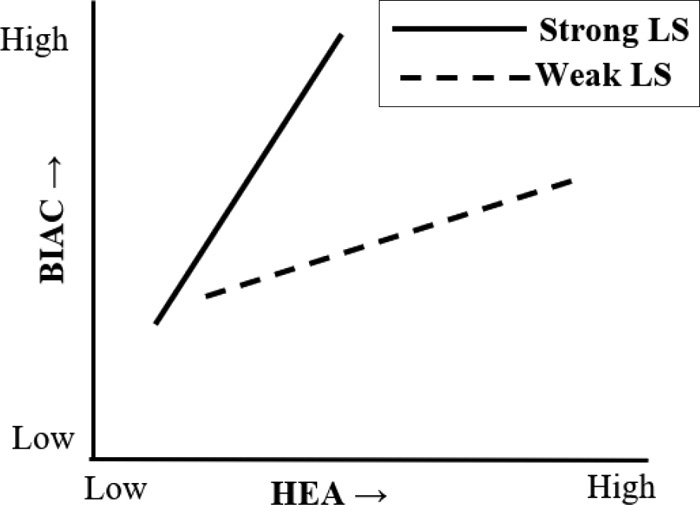 High
Strong LS
Weak LS
BIAC →
Low
Low
HEA →
High